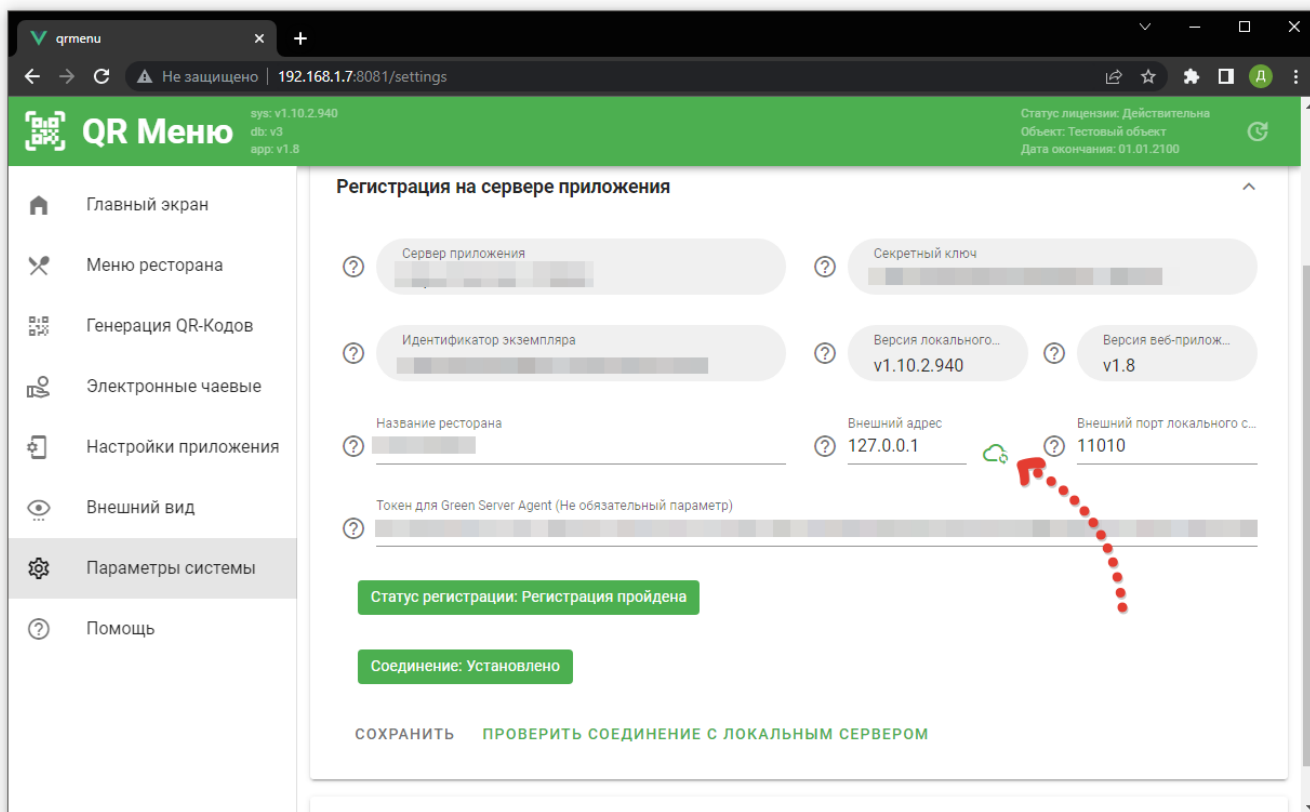 qrmenu
Не защищено | 192.168.1.7:8081/settings
Д
QR Меню
sys: v1.10.2.940
db: v3
app: v1.8
Статус лицензии: Действительна
Объект: Тестовый объект
Дата окончания: 01.01.2100
Главный экран
Меню ресторана
Генерация QR-Кодов
Электронные чаевые
Настройки приложения
Внешний вид
Параметры системы
Помощь
Регистрация на сервере приложения
Сервер приложения
Секретный ключ
Идентификатор экземпляра
Версия локального...
v1.10.2.940
Версия веб-прилож...
v1.8
Название ресторана
Внешний адрес
127.0.0.1
Внешний порт локального с...
11010
Токен для Green Server Agent (Не обязательный параметр)
Статус регистрации: Регистрация пройдена
Соединение: Установлено
СОХРАНИТЬ
ПРОВЕРИТЬ СОЕДИНЕНИЕ С ЛОКАЛЬНЫМ СЕРВЕРОМ